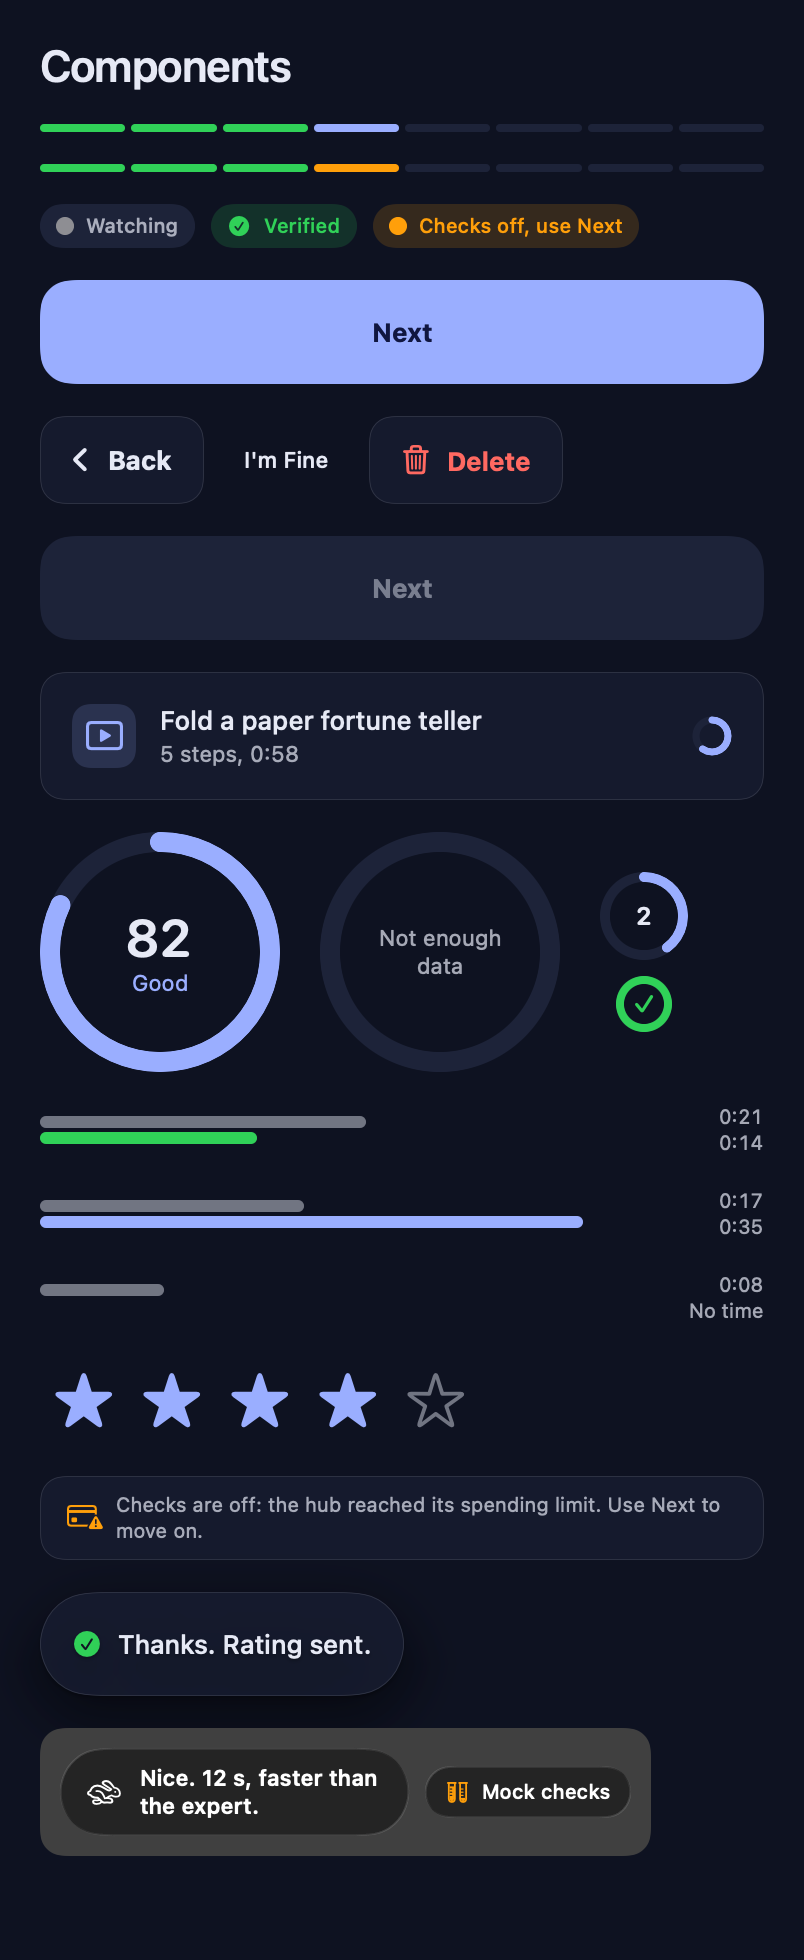 Components
Watching
Verified
Checks off, use Next
Next
Back
I'm Fine
Delete
Next
Fold a paper fortune teller
5 steps, 0:58
82
Good
Not enough
data
2
0:21
0:14
0:17
0:35
0:08
No time
Checks are off: the hub reached its spending limit. Use Next to
move on.
Thanks. Rating sent.
Nice. 12 s, faster than
the expert.
Mock checks